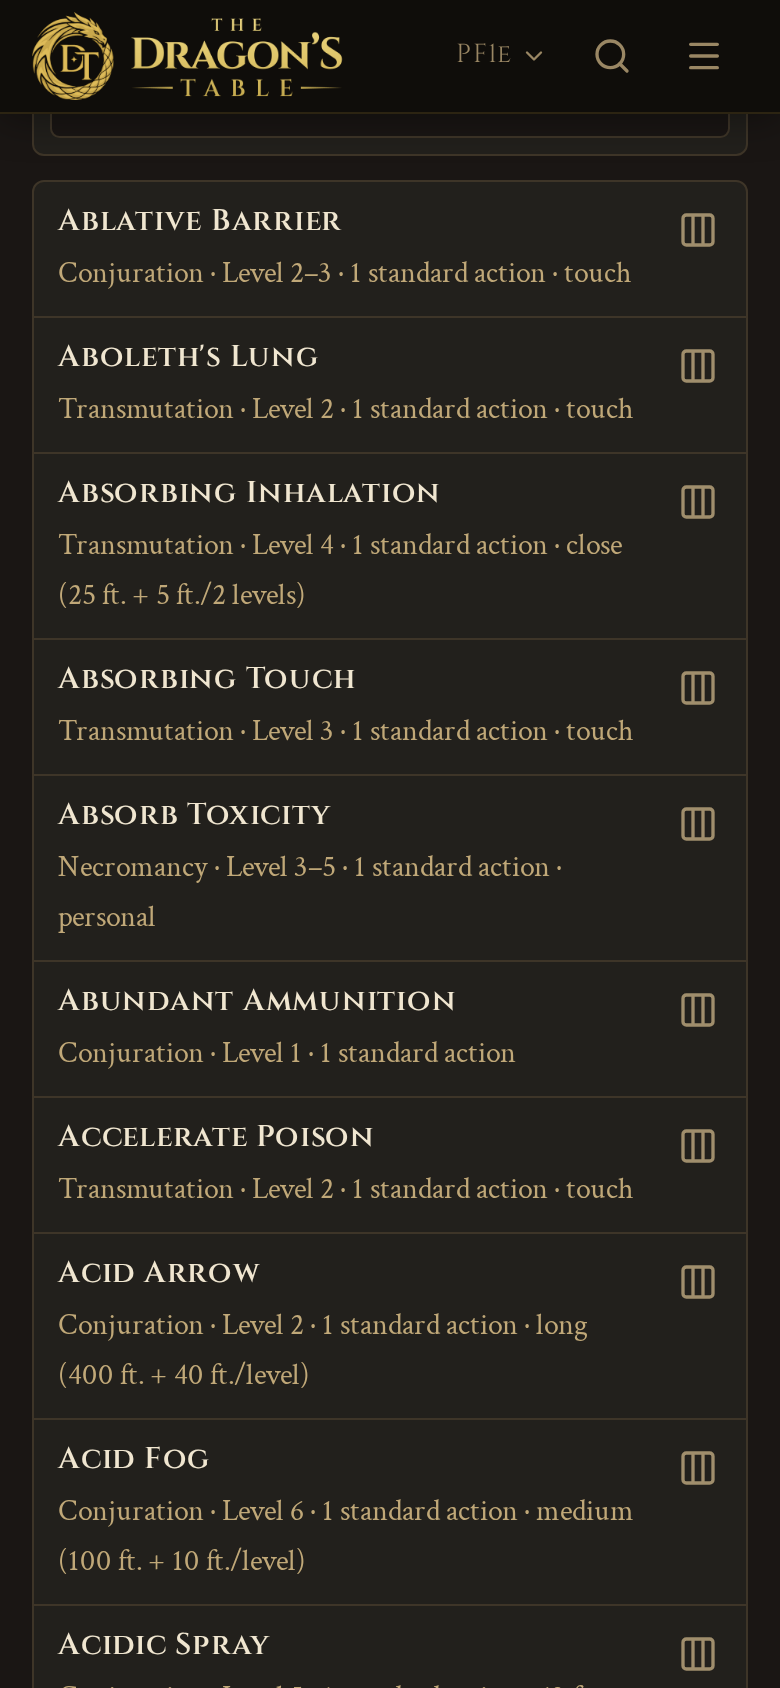 THE
DRAGON'S
TABLE
DT
PF1E
ABLATIVE BARRIER
Conjuration · Level 2–3 · 1 standard action · touch
ABOLETH'S LUNG
Transmutation · Level 2 · 1 standard action · touch
ABSORBING INHALATION
Transmutation · Level 4 · 1 standard action · close
(25 ft. + 5 ft./2 levels)
ABSORBING TOUCH
Transmutation · Level 3 · 1 standard action · touch
ABSORB TOXICITY
Necromancy · Level 3–5 · 1 standard action ·
personal
ABUNDANT AMMUNITION
Conjuration · Level 1 · 1 standard action
ACCELERATE POISON
Transmutation · Level 2 · 1 standard action · touch
ACID ARROW
Conjuration · Level 2 · 1 standard action · long
(400 ft. + 40 ft./level)
ACID FOG
Conjuration · Level 6 · 1 standard action · medium
(100 ft. + 10 ft./level)
ACIDIC SPRAY